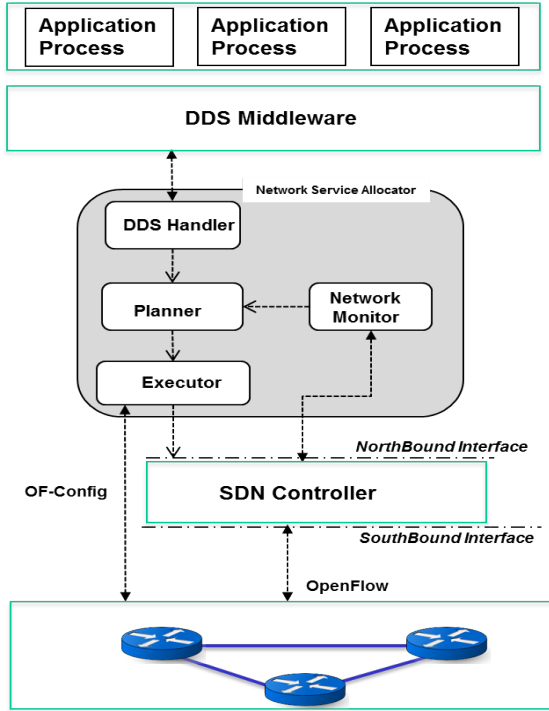 Application Process
Application Process
Application Process
DDS Middleware
Network Service Allocator
DDS Handler
Planner
Network Monitor
Executor
NorthBound Interface
OF-Config
SDN Controller
SouthBound Interface
OpenFlow